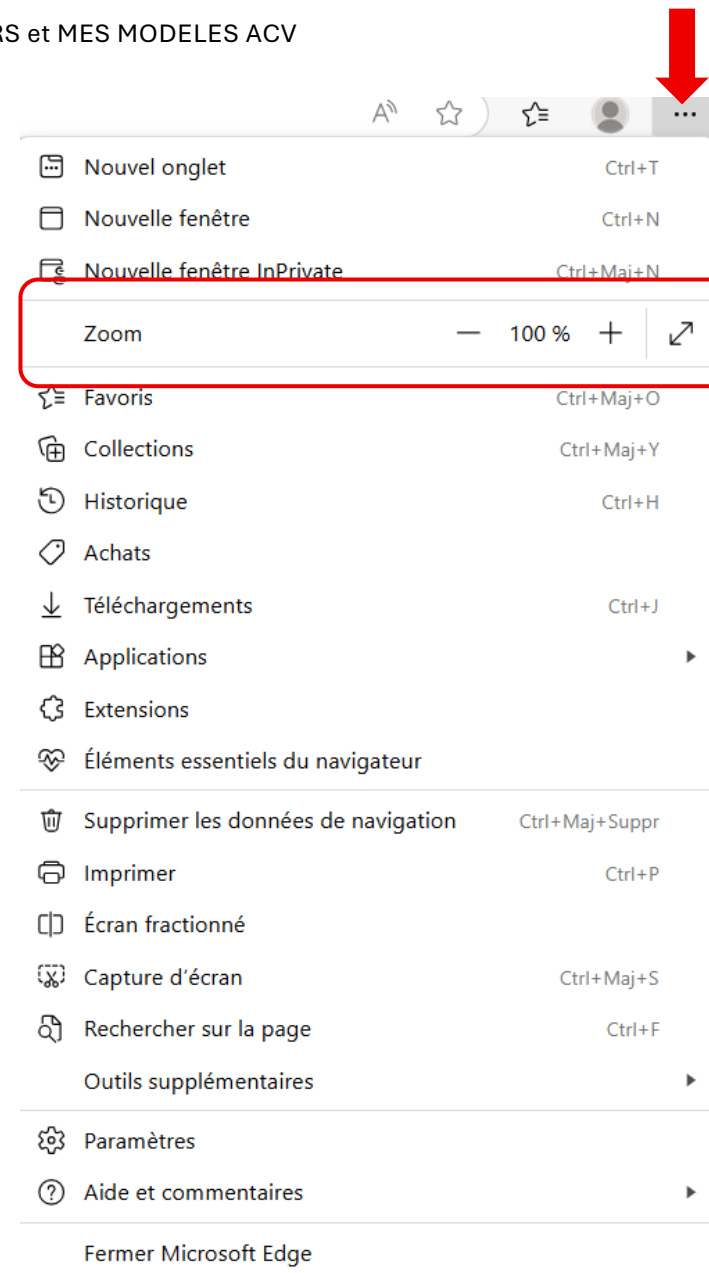 RS et MES MODELES ACV
Nouvel onglet Ctrl+T
Nouvelle fenêtre Ctrl+N
Nouvelle fenêtre InPrivate Ctrl+Maj+N
Zoom — 100 % +
Favoris Ctrl+Maj+O
Collections Ctrl+Maj+Y
Historique Ctrl+H
Achats
Téléchargements Ctrl+J
Applications
Extensions
Éléments essentiels du navigateur
Supprimer les données de navigation Ctrl+Maj+Suppr
Imprimer Ctrl+P
Écran fractionné
Capture d'écran Ctrl+Maj+S
Rechercher sur la page Ctrl+F
Outils supplémentaires
Paramètres
Aide et commentaires
Fermer Microsoft Edge